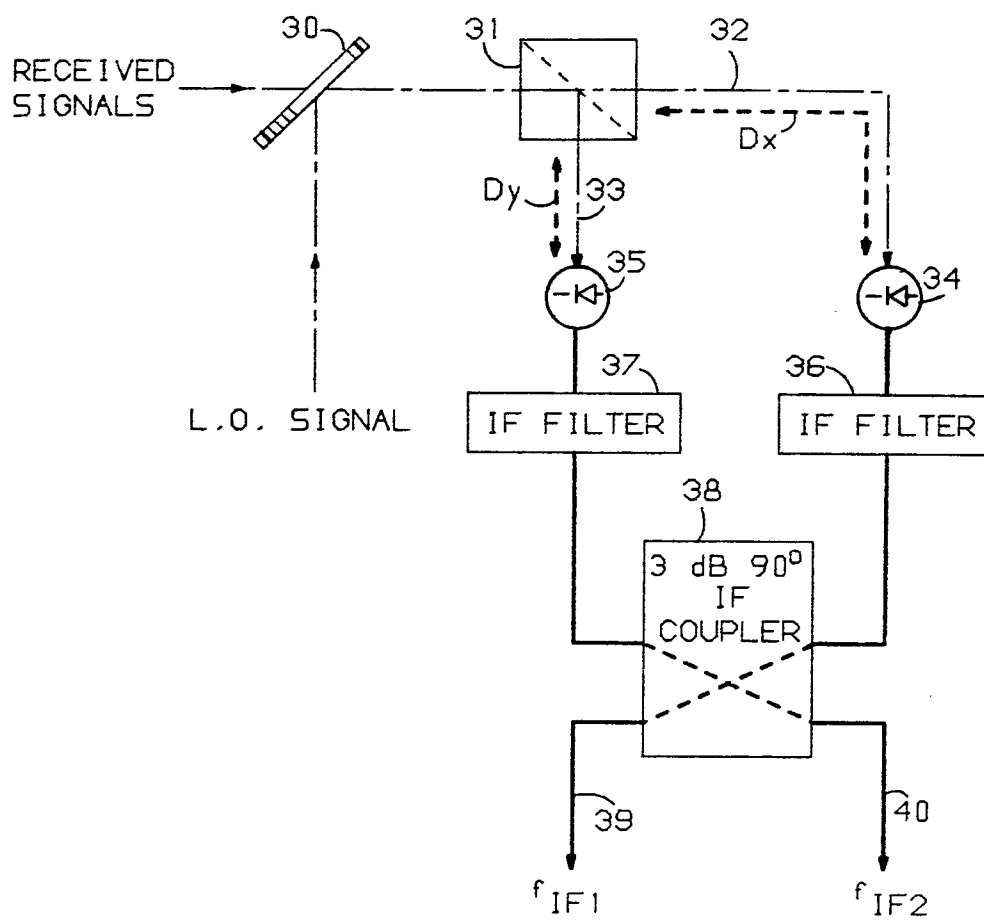 30
31
32
RECEIVED
SIGNALS
Dx
Dy
33
35
34
L.O. SIGNAL
37
36
IF FILTER
IF FILTER
38
3 dB 90⁰
IF
COUPLER
39
40
fIF1
fIF2